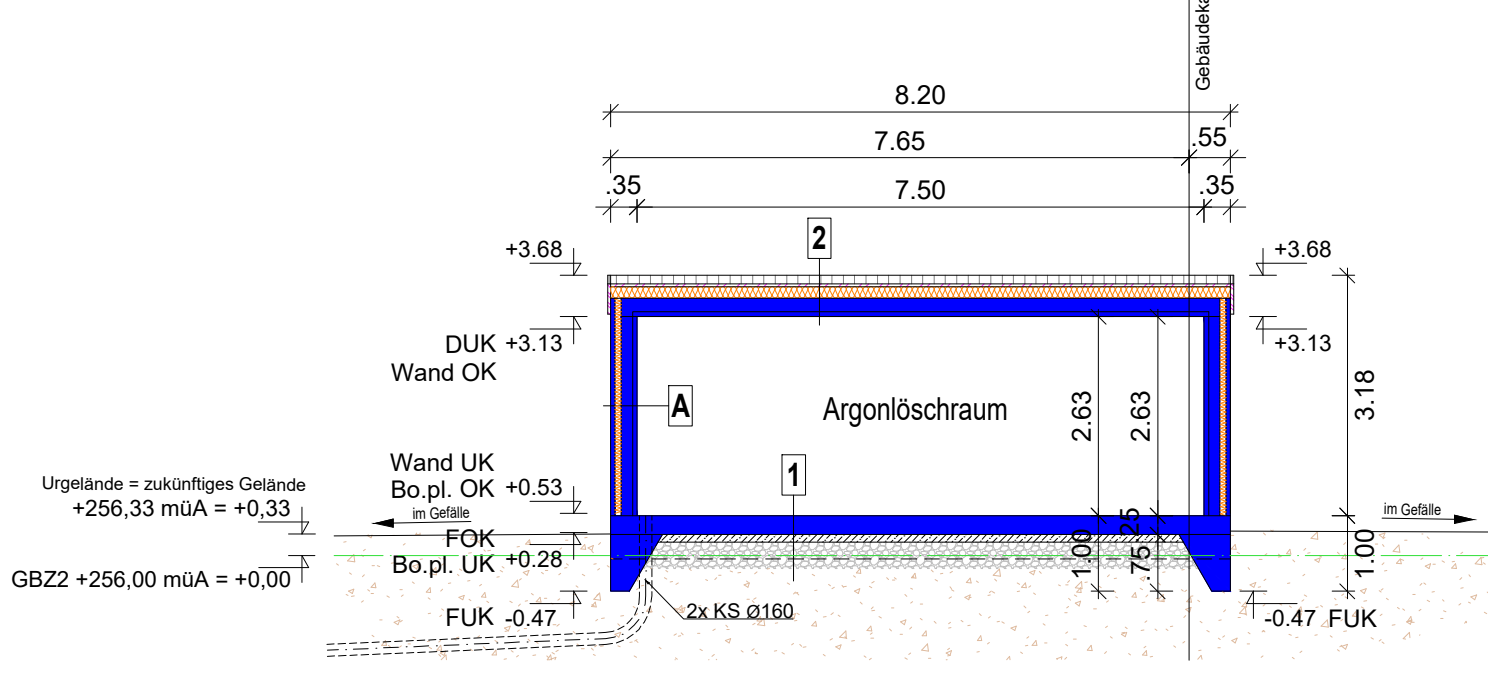 Gebäudeka
8.20
7.65 .55
.35 7.50 .35
2
+3.68 +3.68
DUK +3.13 +3.13
Wand OK
A
Argonlöschraum
2.63 2.63
3.18
Wand UK
Bo.pl. OK +0.53
1
Urgelände = zukünftiges Gelände
+256,33 müA = +0,33
im Gefälle im Gefälle
FOK
Bo.pl. UK +0.28
1.00 .75 .25
1.00
GBZ2 +256,00 müA = +0,00
FUK -0.47
2x KS Ø160
-0.47 FUK